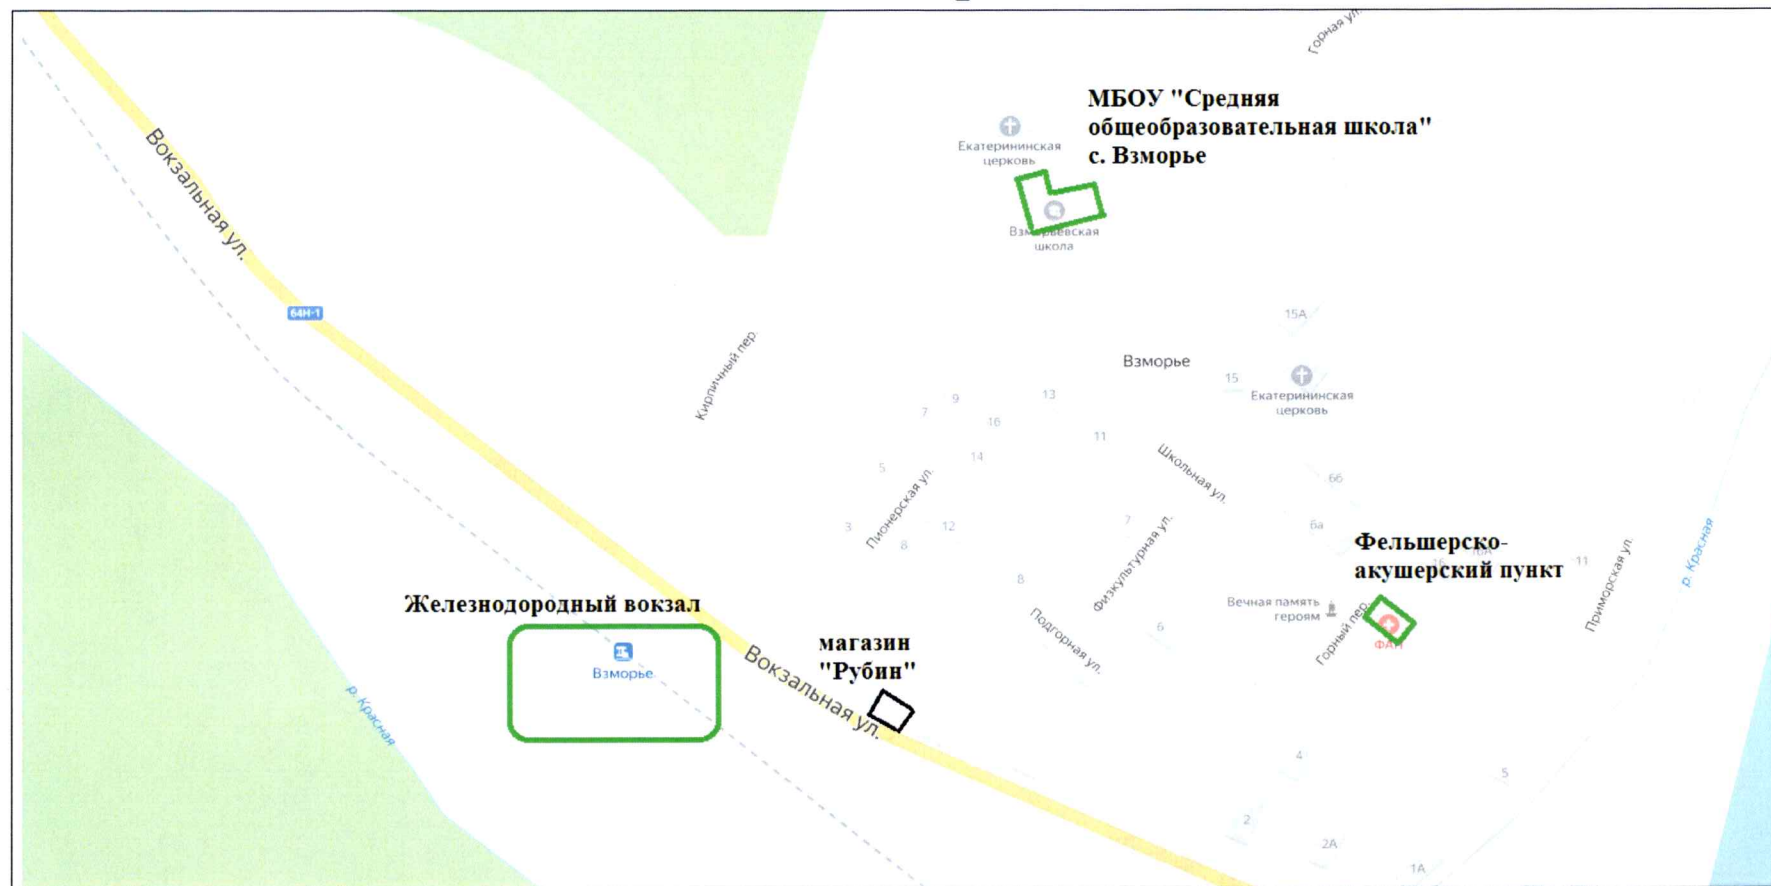 Горная ул.
МБОУ "Средняя
общеобразовательная школа"
с. Взморье
Екатерининская
церковь
Вокзальная ул.
Взморьевская
школа
64Н-1
15А
Кирпичный пер.
Взморье
15
Екатерининская
церковь
13
9
7
16
11
14
5
Школьная ул.
6б
Пионерская ул.
3
12
8
7
6а
Физкультурная ул.
Фельшерско-
акушерский пункт
16А
11
Приморская ул.
р. Красная
8
Железнодородный вокзал
Вечная память
героям
6
Подгорная ул.
Горный пер.
ФАП
магазин
"Рубин"
Взморье
Вокзальная ул.
р. Красная
4
5
2
2А
1А